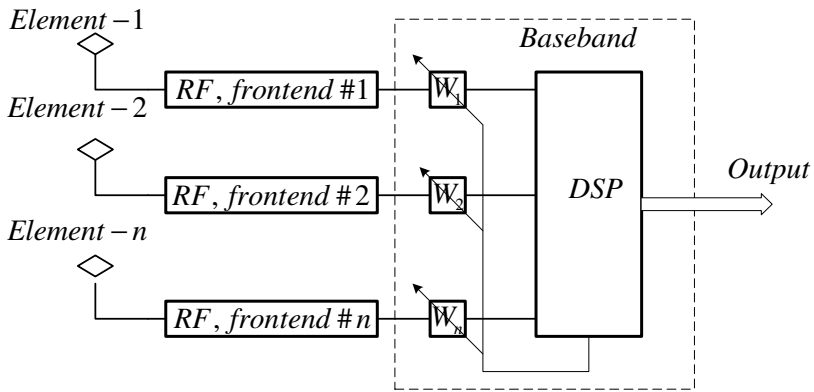 Element−1
Baseband
RF, frontend #1
W1
Element−2
RF, frontend #2
W2
DSP
Output
Element−n
RF, frontend #n
Wn